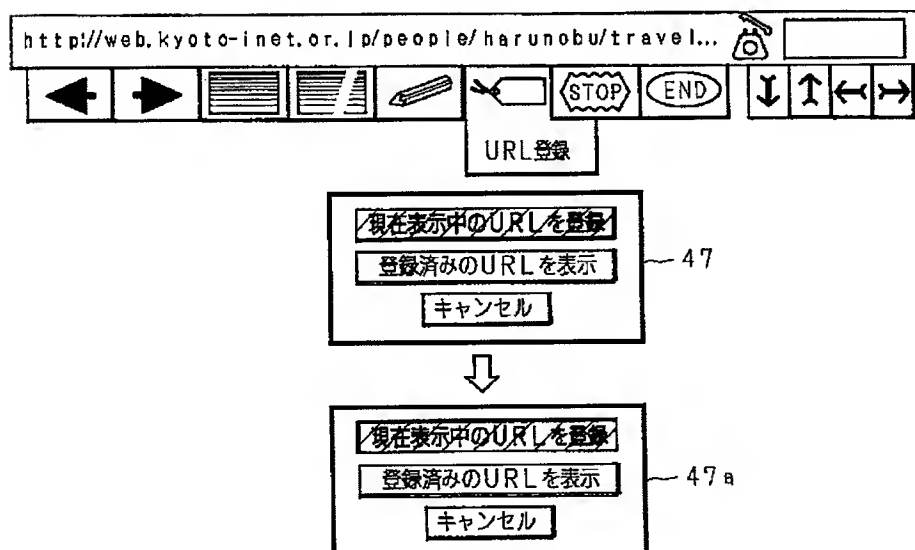 http://web.kyoto-inet.or.jp/people/harunobu/travel...
STOP END
URL登録
現在表示中のURLを登録
登録済みのURLを表示
47
キャンセル
現在表示中のURLを登録
登録済みのURLを表示
47a
キャンセル